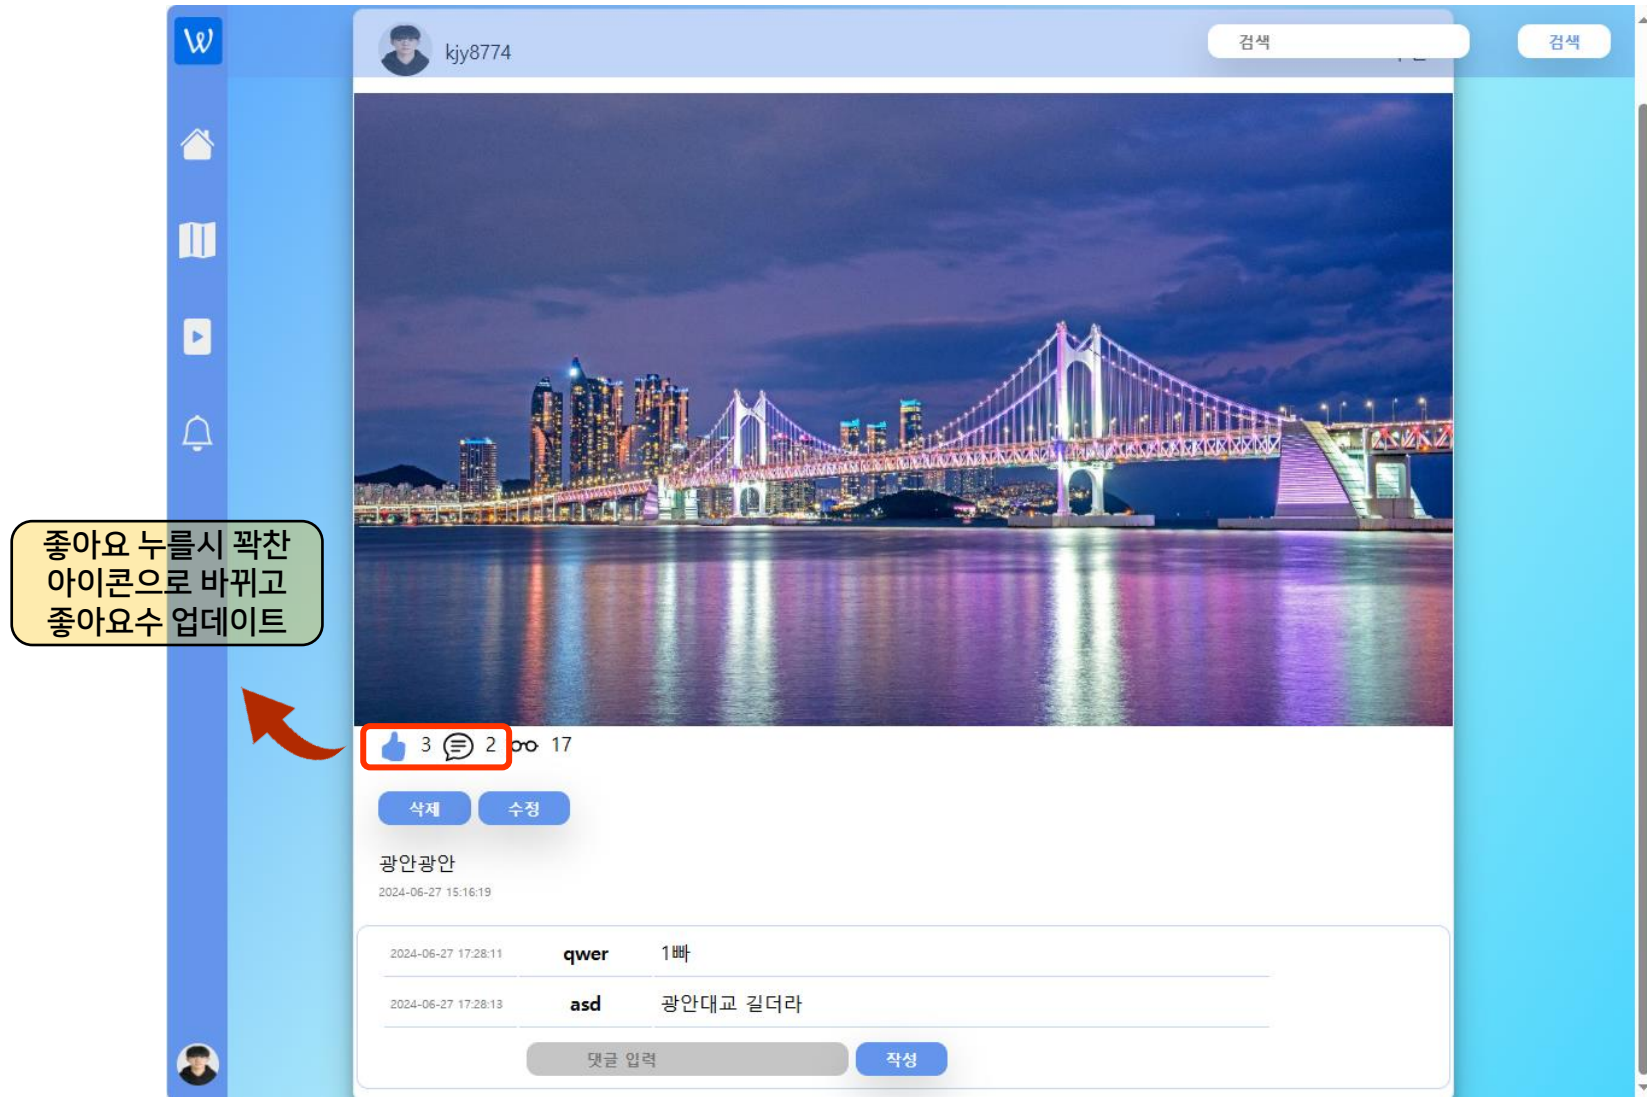 W
kjy8774
검색
검색
좋아요 누를시 꽉찬
아이콘으로 바뀌고
좋아요수 업데이트
3 2 17
삭제 수정
광안광안
2024-06-27 15:16:19
2024-06-27 17:28:11 qwer 1빠
2024-06-27 17:28:13 asd 광안대교 길더라
댓글 입력 작성